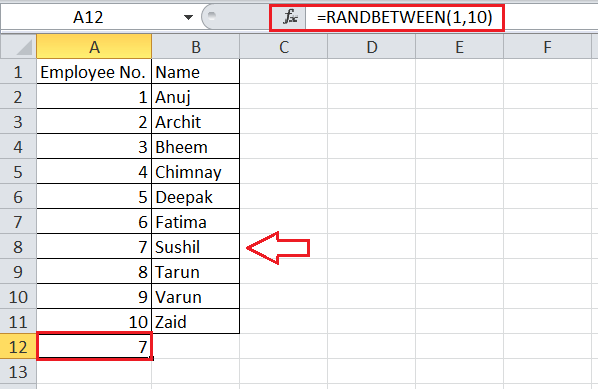 A12 fx =RANDBETWEEN(1,10)
A B C D E F
1 Employee No. Name
2 1 Anuj
3 2 Archit
4 3 Bheem
5 4 Chimnay
6 5 Deepak
7 6 Fatima
8 7 Sushil
9 8 Tarun
10 9 Varun
11 10 Zaid
12 7
13